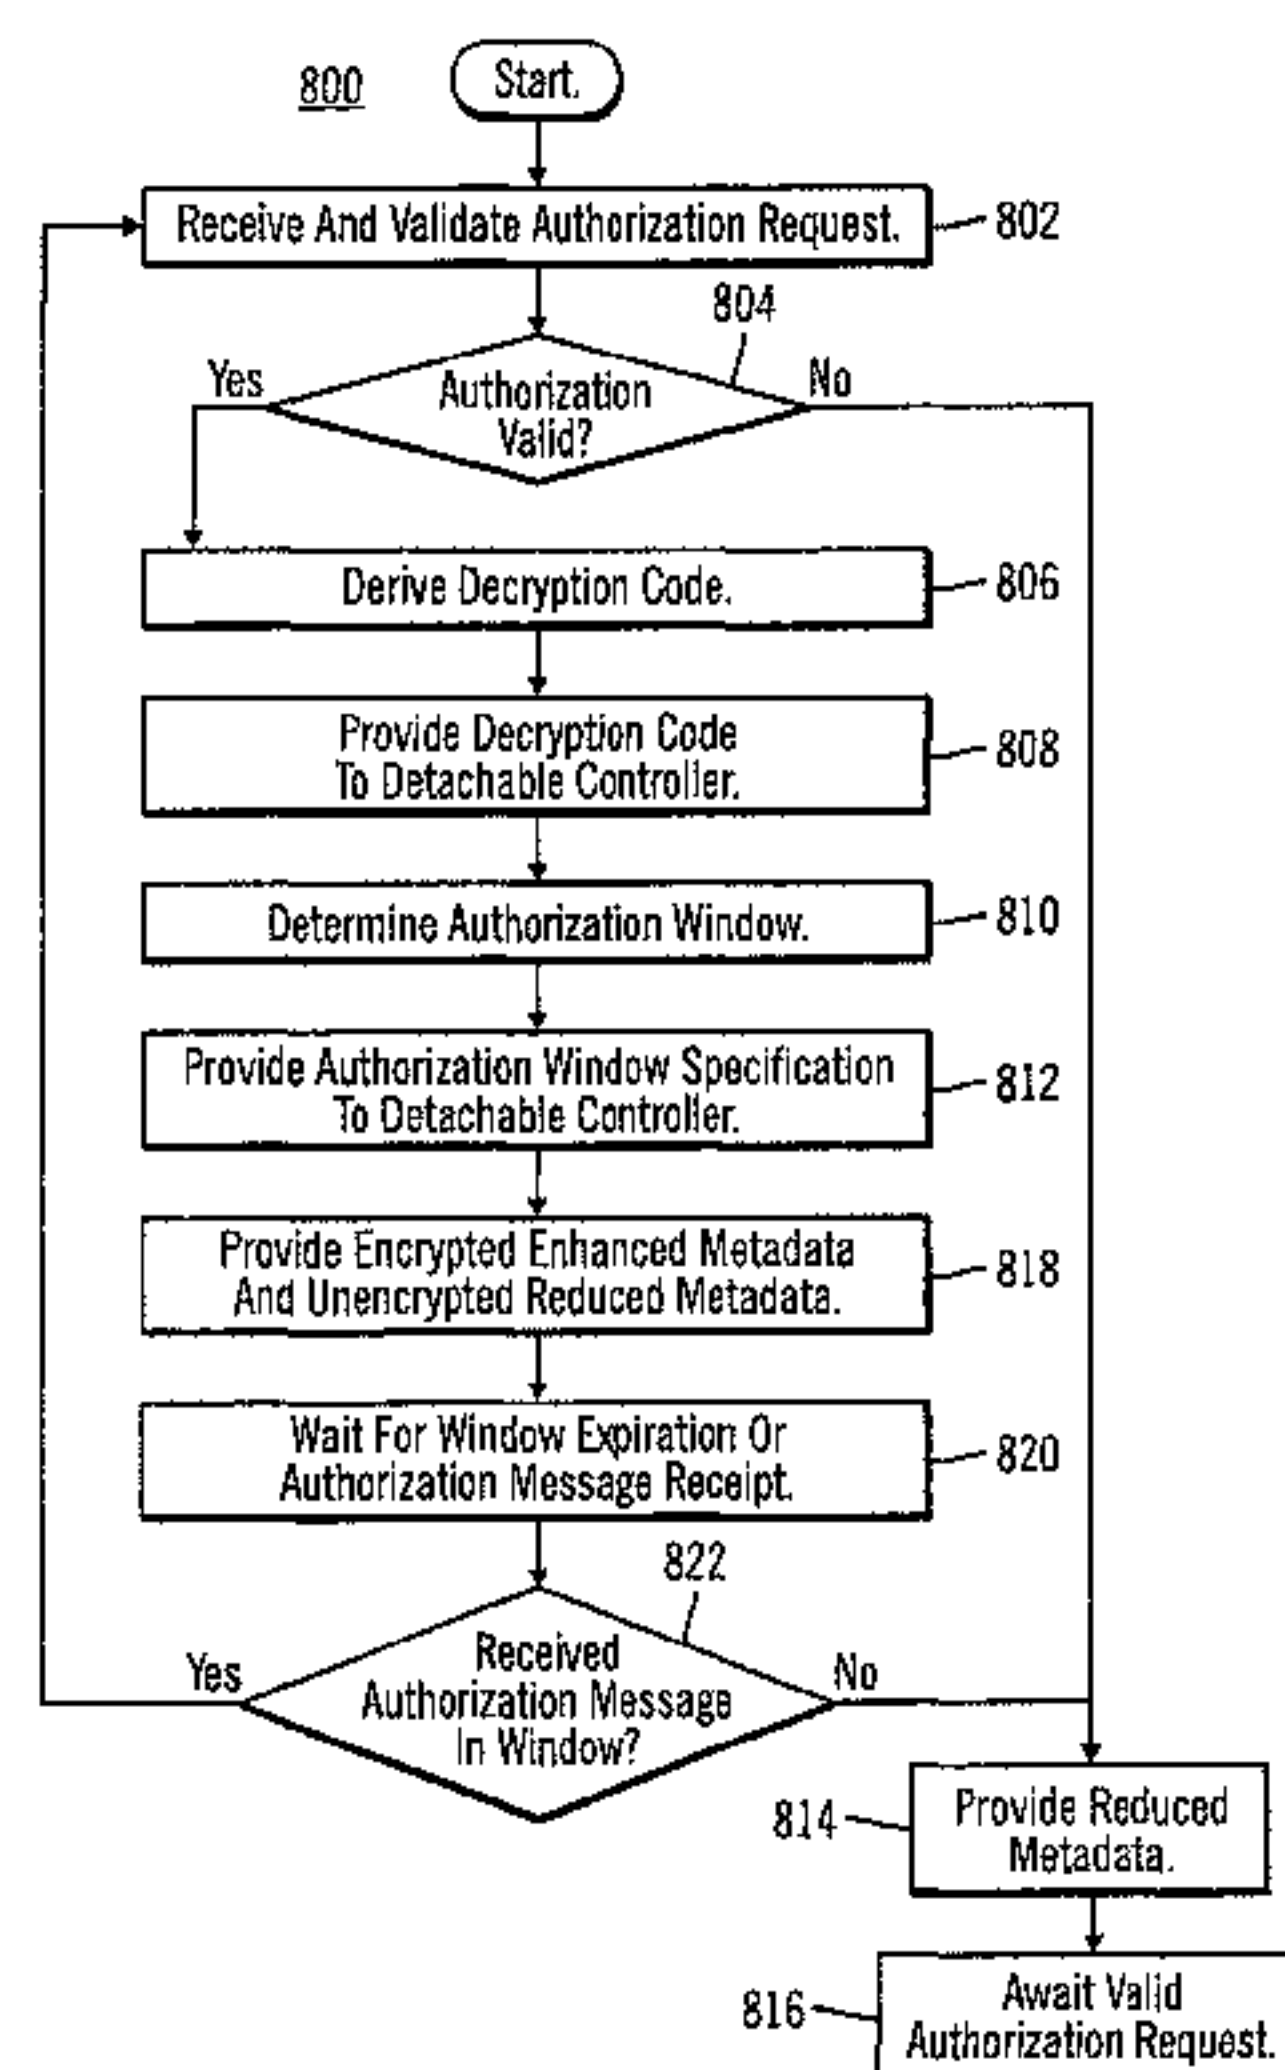 800
Start.
Receive And Validate Authorization Request.
802
804
Yes
Authorization
Valid?
No
Derive Decryption Code.
806
Provide Decryption Code
To Detachable Controller.
808
Determine Authorization Window.
810
Provide Authorization Window Specification
To Detachable Controller.
812
Provide Encrypted Enhanced Metadata
And Unencrypted Reduced Metadata.
818
Wait For Window Expiration Or
Authorization Message Receipt.
820
822
Yes
Received
Authorization Message
In Window?
No
814
Provide Reduced
Metadata.
816
Await Valid
Authorization Request.